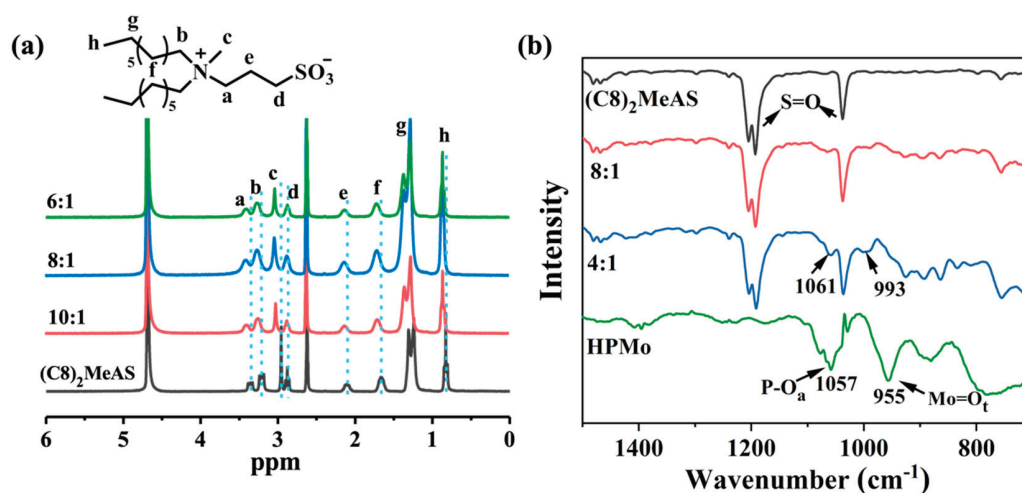 (a)
g
h
b
c
5
f
N
+
e
SO₃⁻
5
a
d
g
h
c
b
a
d
e
f
6:1
8:1
10:1
(C8)₂MeAS
6 5 4 3 2 1 0
ppm
(b)
(C8)₂MeAS
S=O
8:1
4:1
1061
993
HPMo
P-Oₐ
1057
955
Mo=Oₜ
Intensity
1400 1200 1000 800
Wavenumber (cm⁻¹)